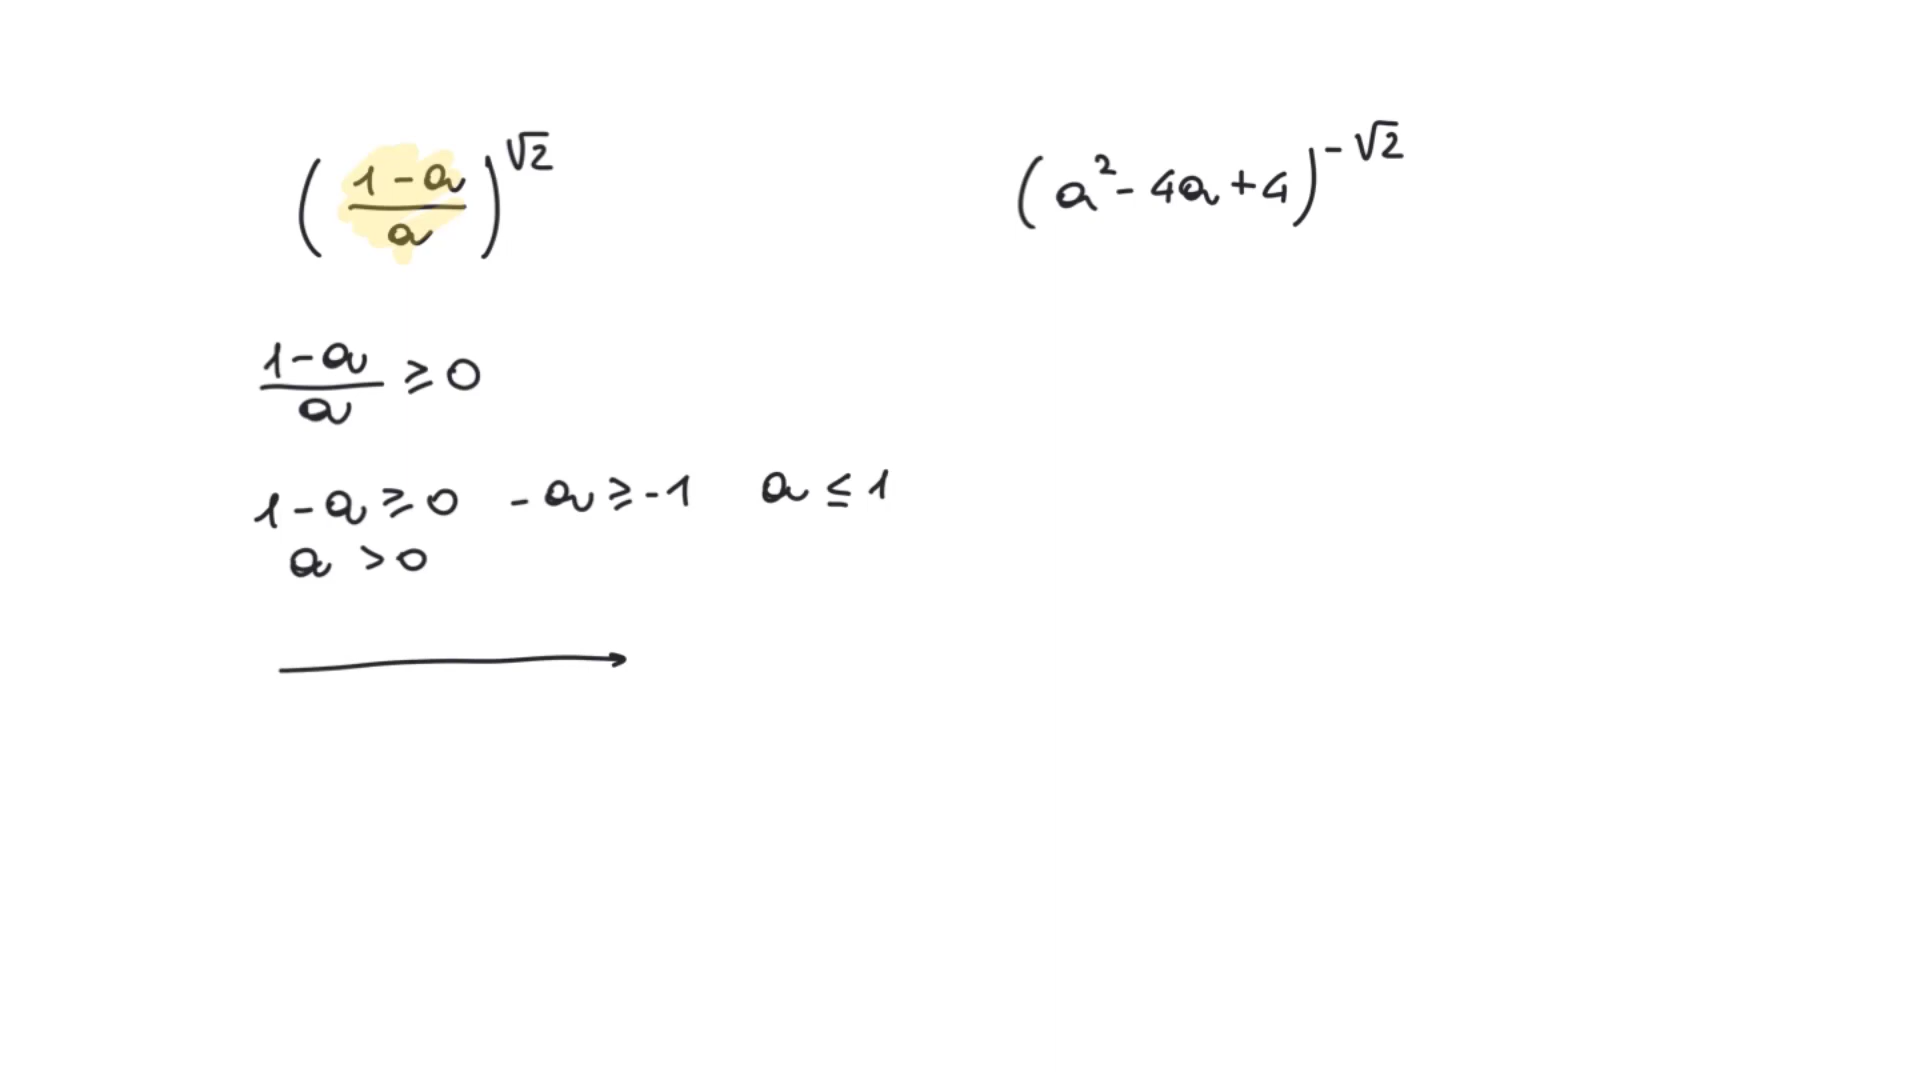 ((1-a)/a)^√2
(a²-4a+4)^-√2
(1-a)/a ≥ 0
1-a≥0 -a≥-1 a≤1
a>0